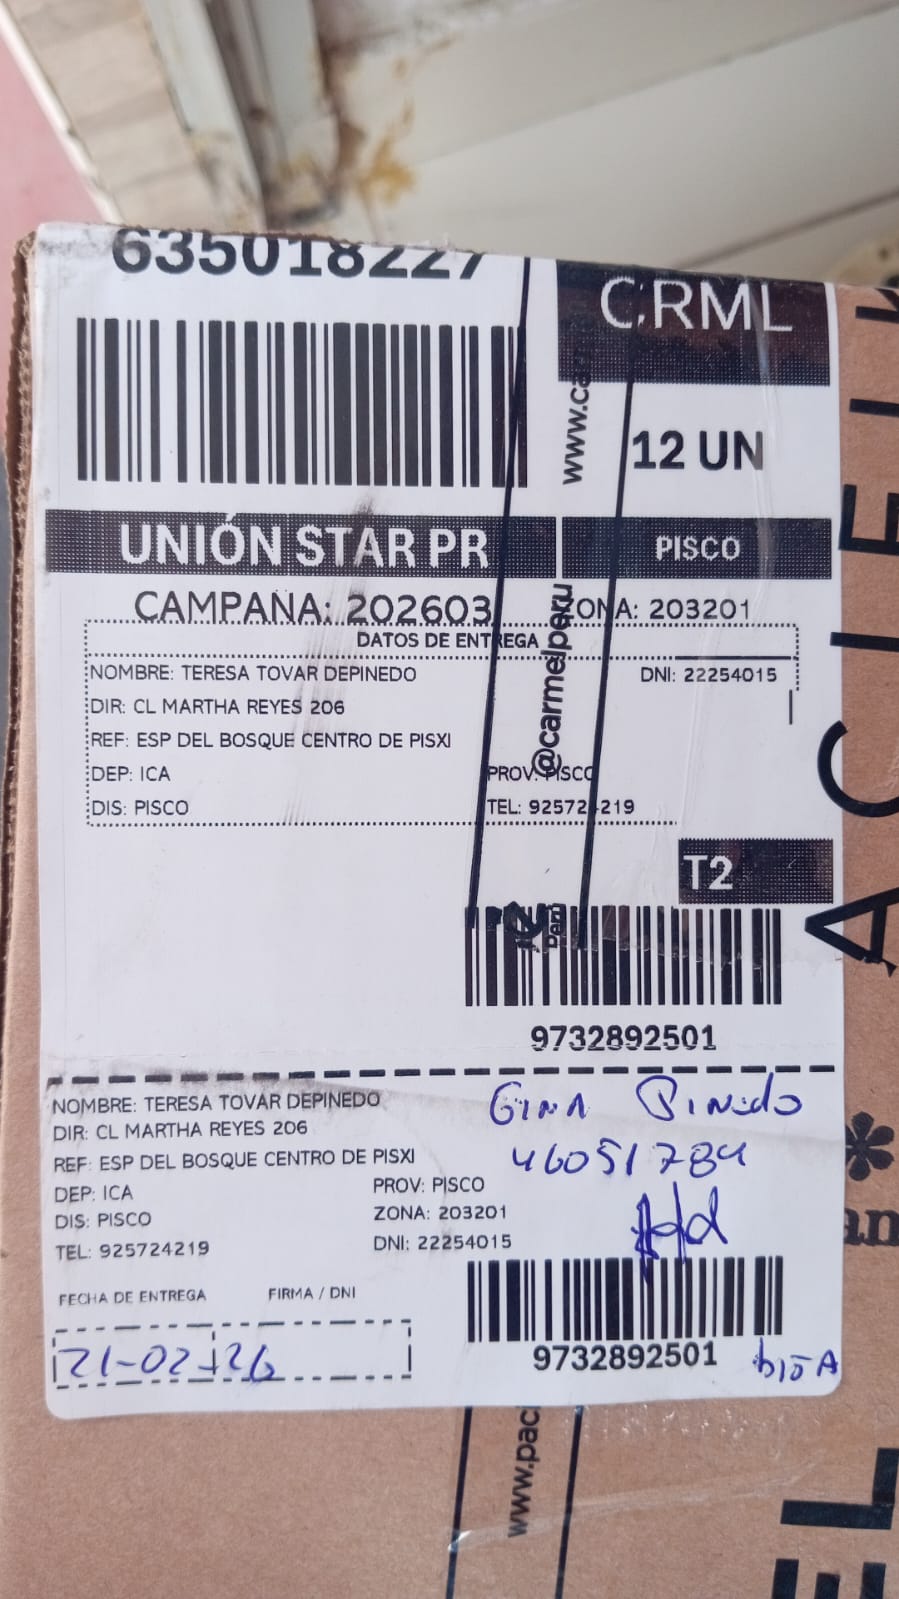 635018227
CRML
www.ca
12 UN
UNIÓN STAR PR
PISCO
CAMPAÑA: 202603
ZONA: 203201
DATOS DE ENTREGA
NOMBRE: TERESA TOVAR DEPINEDO
DNI: 22254015
DIR: CL MARTHA REYES 206
REF: ESP DEL BOSQUE CENTRO DE PISXI
DEP: ICA
PROV: PISCO
DIS: PISCO
TEL: 925724219
@carmelperu
T2
9732892501
NOMBRE: TERESA TOVAR DEPINEDO
DIR: CL MARTHA REYES 206
REF: ESP DEL BOSQUE CENTRO DE PISXI
DEP: ICA
PROV: PISCO
DIS: PISCO
ZONA: 203201
TEL: 925724219
DNI: 22254015
Gina Pinedo
46051784
FECHA DE ENTREGA
FIRMA / DNI
21-02-26
9732892501
www.pac